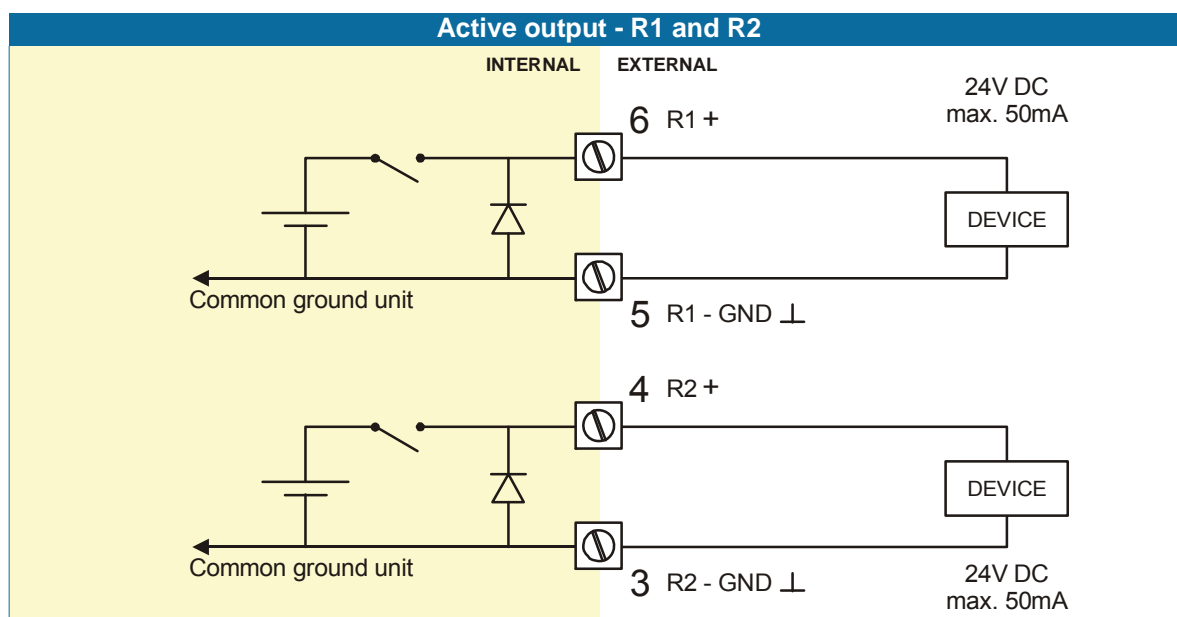 Active output - R1 and R2
INTERNAL EXTERNAL
24V DC
max. 50mA
6 R1 +
DEVICE
Common ground unit
5 R1 - GND ⊥
4 R2 +
DEVICE
Common ground unit
3 R2 - GND ⊥
24V DC
max. 50mA